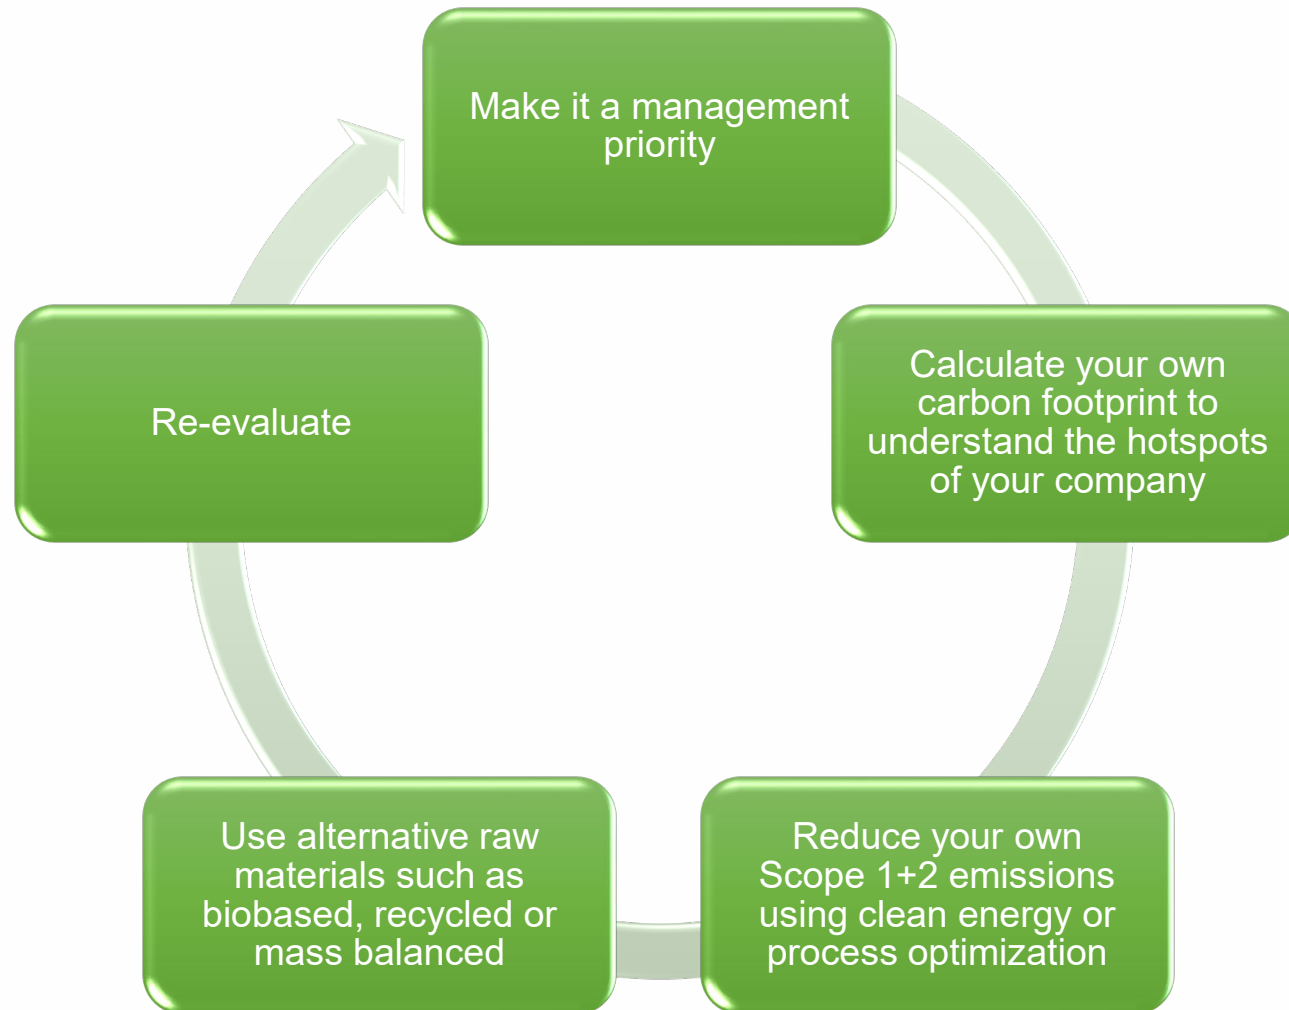 Make it a management
priority
Calculate your own
carbon footprint to
understand the hotspots
of your company
Reduce your own
Scope 1+2 emissions
using clean energy or
process optimization
Use alternative raw
materials such as
biobased, recycled or
mass balanced
Re-evaluate